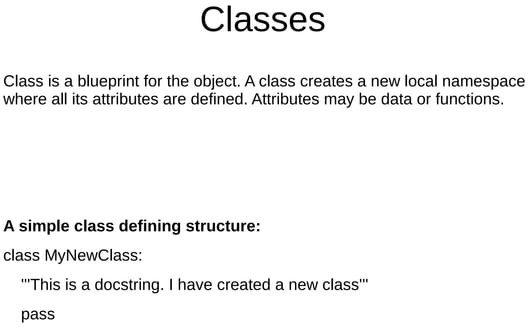 Classes
Class is a blueprint for the object. A class creates a new local namespace
where all its attributes are defined. Attributes may be data or functions.
A simple class defining structure:
class MyNewClass:
'''This is a docstring. I have created a new class'''
pass